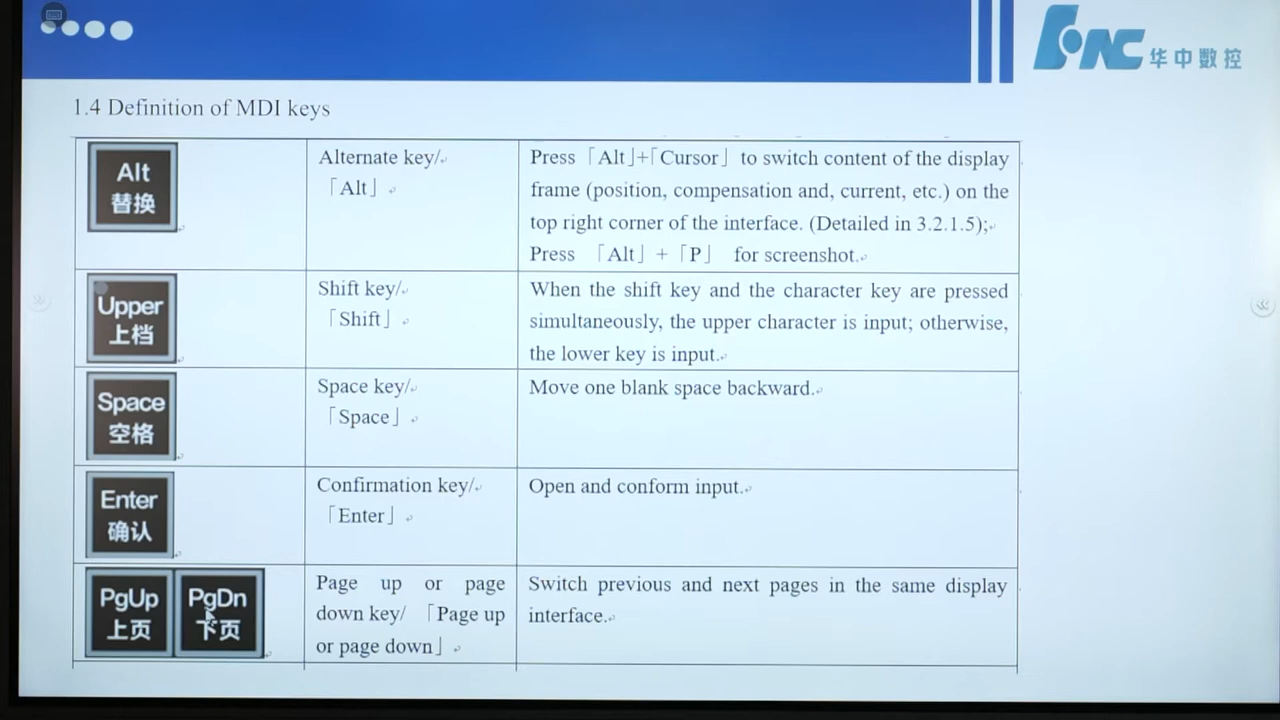 HNC 华中数控
1.4 Definition of MDI keys
Alt
替换
Alternate key/
「Alt」
Press「Alt」+「Cursor」to switch content of the display
frame (position, compensation and, current, etc.) on the
top right corner of the interface. (Detailed in 3.2.1.5);
Press 「Alt」 + 「P」 for screenshot.
Upper
上档
Shift key/
「Shift」
When the shift key and the character key are pressed
simultaneously, the upper character is input; otherwise,
the lower key is input.
Space
空格
Space key/
「Space」
Move one blank space backward.
Enter
确认
Confirmation key/
「Enter」
Open and conform input.
PgUp
上页
PgDn
下页
Page up or page
down key/ 「Page up
or page down」
Switch previous and next pages in the same display
interface.